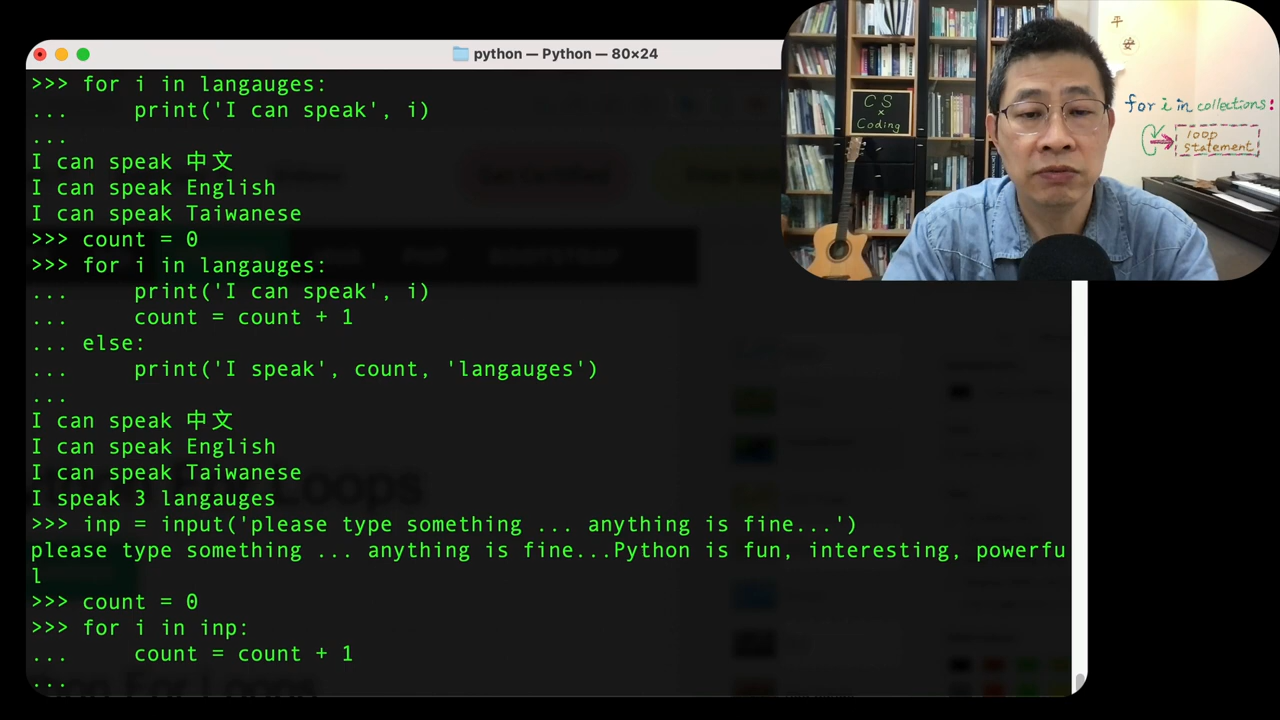 python — Python — 80×24
>>> for i in langauges:
...     print('I can speak', i)
...
I can speak 中文
I can speak English
I can speak Taiwanese
>>> count = 0
>>> for i in langauges:
...     print('I can speak', i)
...     count = count + 1
... else:
...     print('I speak', count, 'langauges')
...
I can speak 中文
I can speak English
I can speak Taiwanese
I speak 3 langauges
>>> inp = input('please type something ... anything is fine...')
please type something ... anything is fine...Python is fun, interesting, powerfu
l
>>> count = 0
>>> for i in inp:
...     count = count + 1
...
CS
×
Coding
平
安
for i in collections:
loop
statement